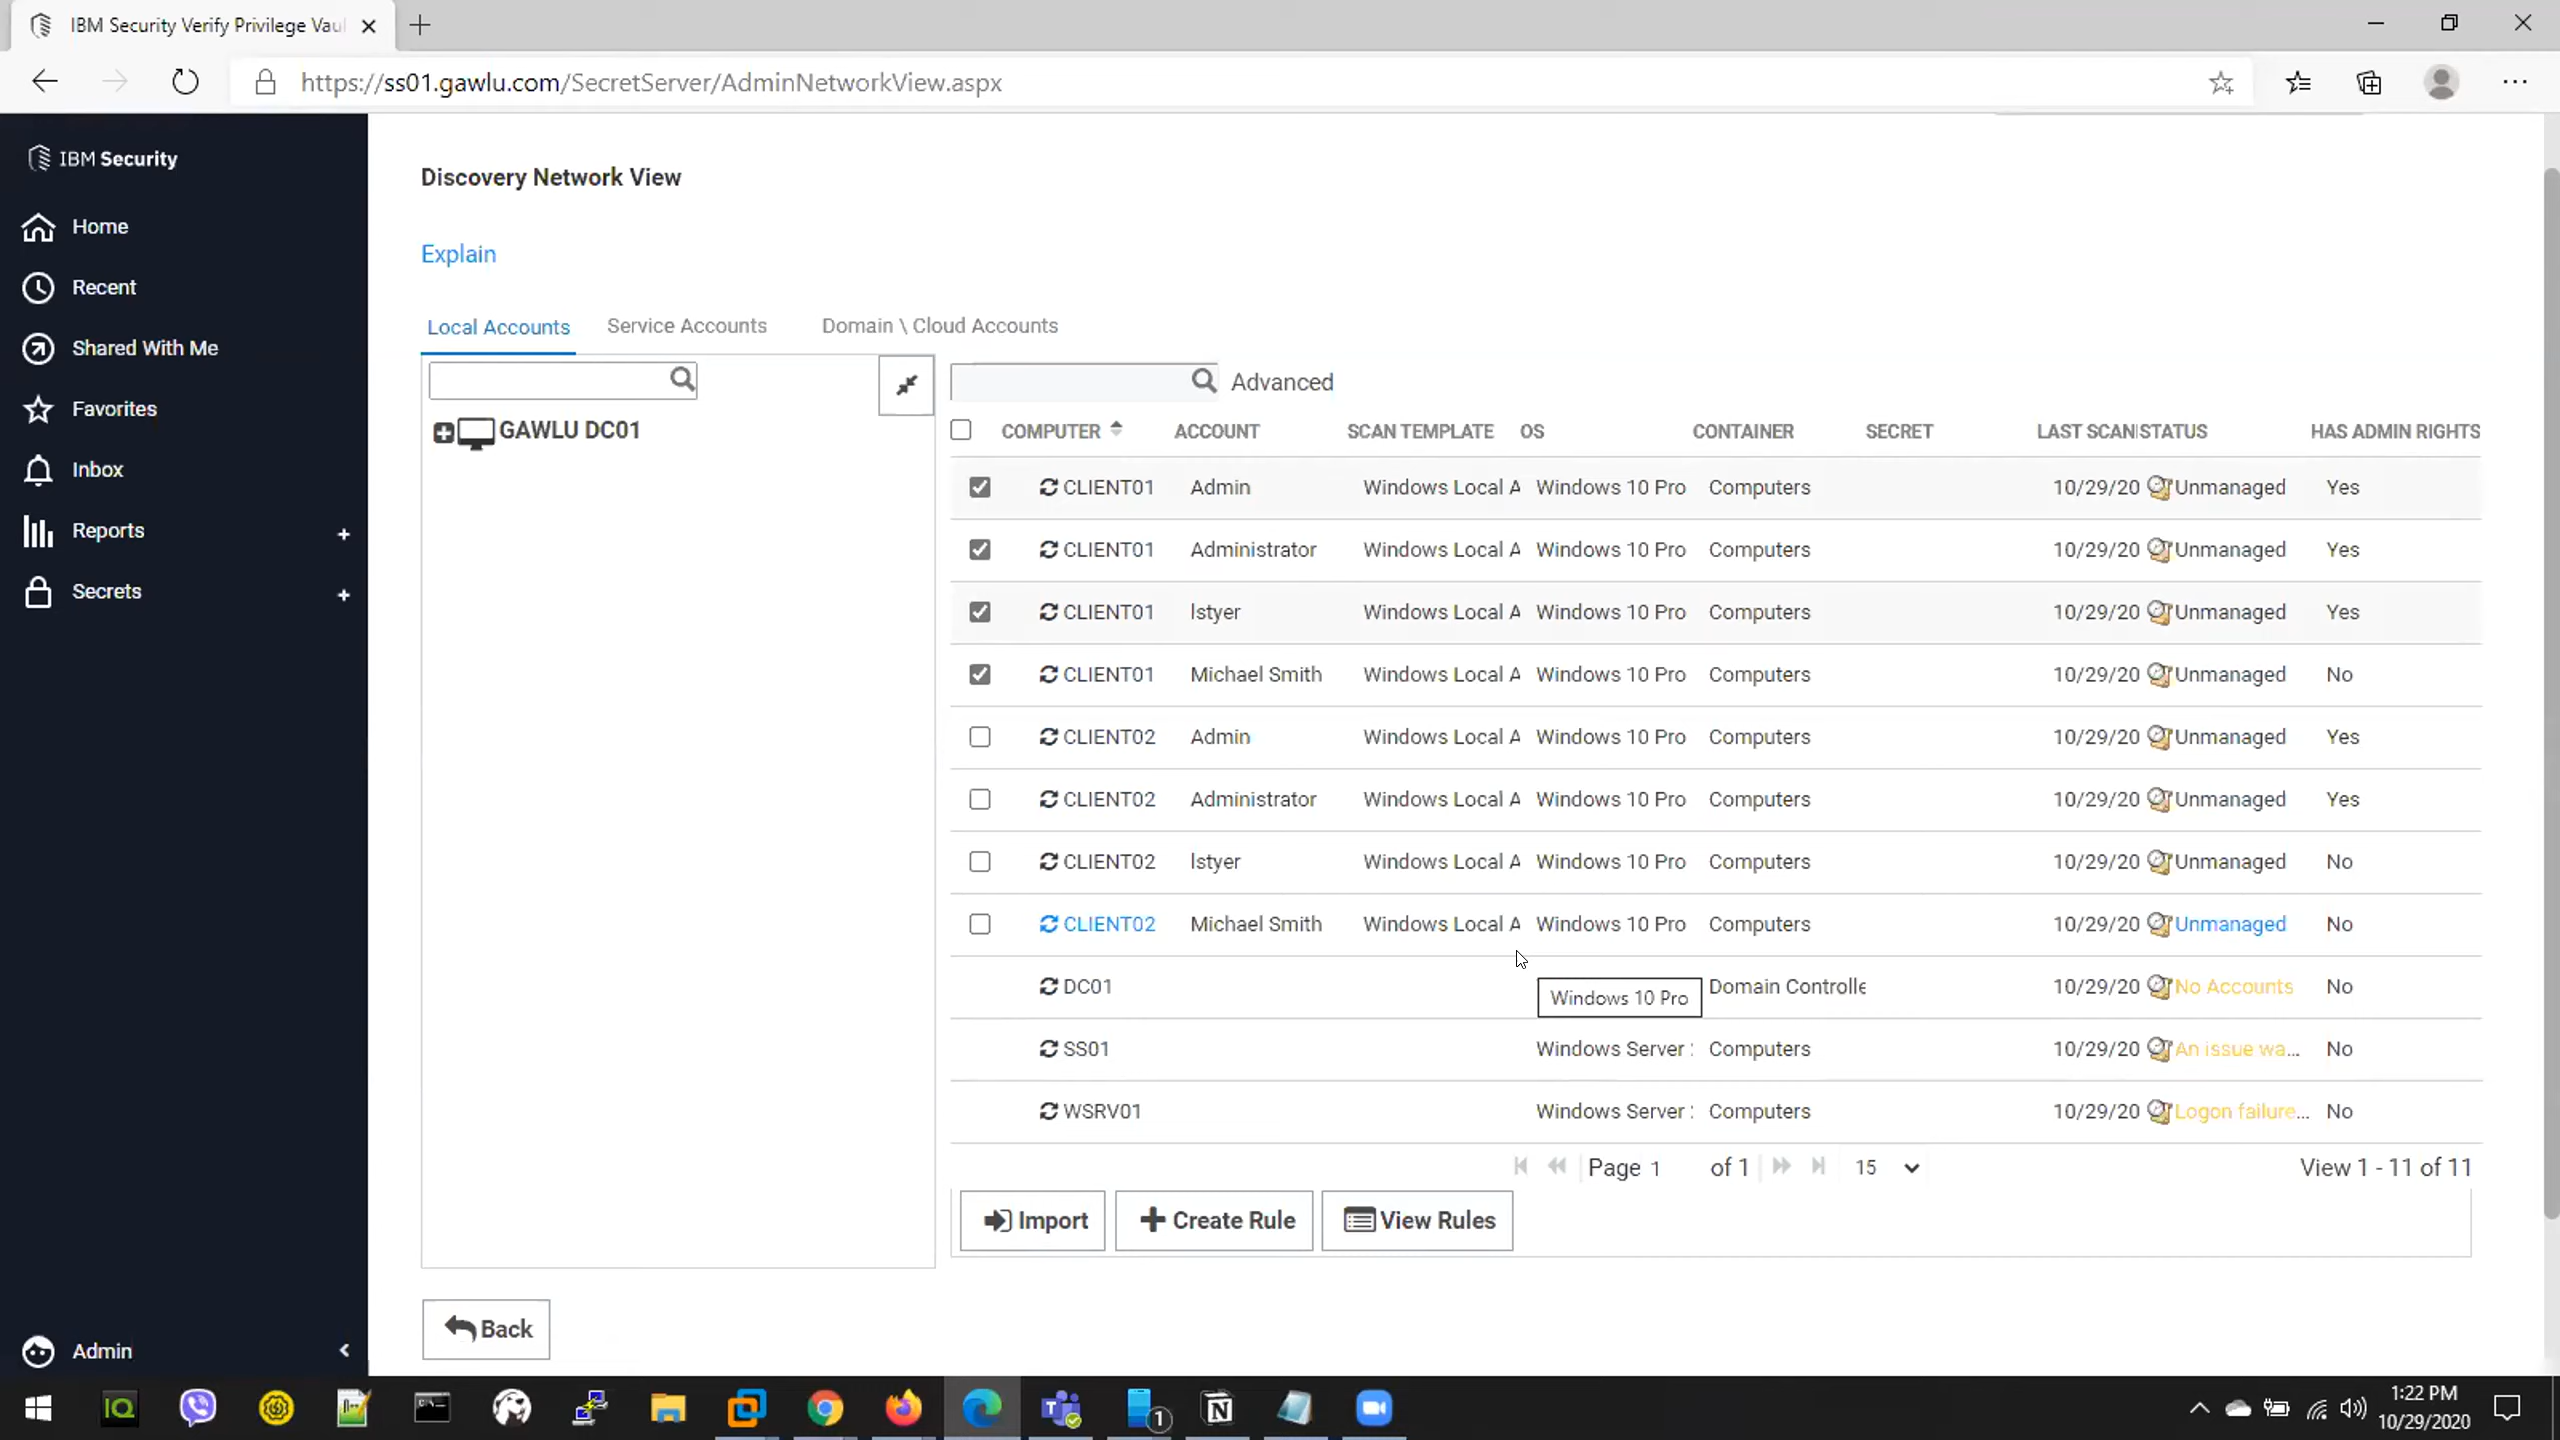 IBM Security Verify Privilege Vau
https://ss01.gawlu.com/SecretServer/AdminNetworkView.aspx
IBM Security
Home
Recent
Shared With Me
Favorites
Inbox
Reports
Secrets
Admin
Discovery Network View
Explain
Local Accounts Service Accounts Domain \ Cloud Accounts
GAWLU DC01
Advanced
COMPUTER ACCOUNT SCAN TEMPLATE OS CONTAINER SECRET LAST SCAN STATUS HAS ADMIN RIGHTS
CLIENT01 Admin Windows Local A Windows 10 Pro Computers 10/29/20 Unmanaged Yes
CLIENT01 Administrator Windows Local A Windows 10 Pro Computers 10/29/20 Unmanaged Yes
CLIENT01 lstyer Windows Local A Windows 10 Pro Computers 10/29/20 Unmanaged Yes
CLIENT01 Michael Smith Windows Local A Windows 10 Pro Computers 10/29/20 Unmanaged No
CLIENT02 Admin Windows Local A Windows 10 Pro Computers 10/29/20 Unmanaged Yes
CLIENT02 Administrator Windows Local A Windows 10 Pro Computers 10/29/20 Unmanaged Yes
CLIENT02 lstyer Windows Local A Windows 10 Pro Computers 10/29/20 Unmanaged No
CLIENT02 Michael Smith Windows Local A Windows 10 Pro Computers 10/29/20 Unmanaged No
DC01 Windows 10 Pro Domain Controlle 10/29/20 No Accounts No
SS01 Windows Server Computers 10/29/20 An issue wa... No
WSRV01 Windows Server Computers 10/29/20 Logon failure... No
Page 1 of 1 15 View 1 - 11 of 11
Import Create Rule View Rules
Back
IQ
1
1:22 PM
10/29/2020